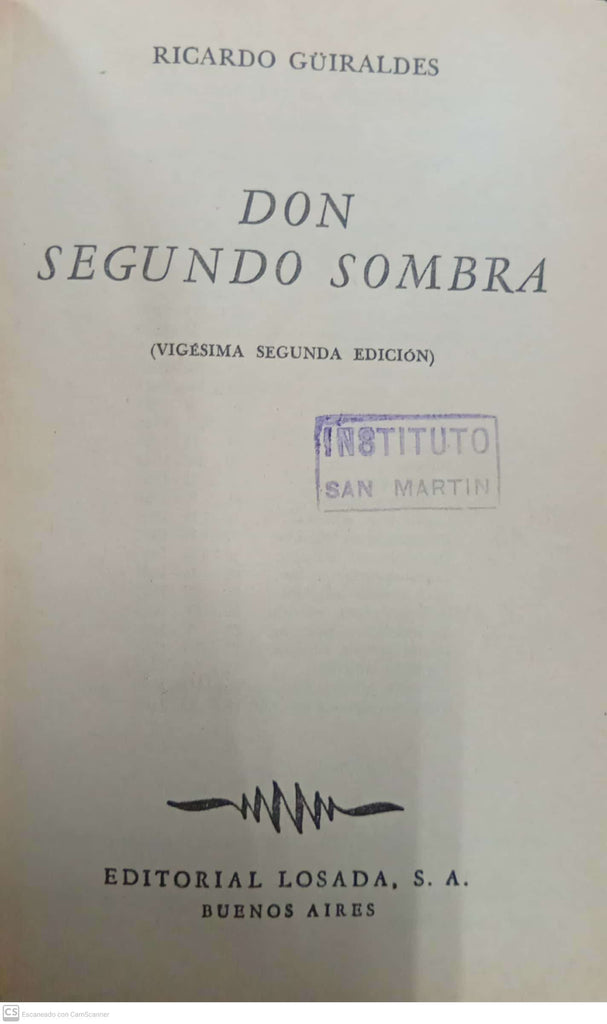 RICARDO GÜIRALDES
DON
SEGUNDO SOMBRA
(VIGÉSIMA SEGUNDA EDICIÓN)
INSTITUTO
SAN MARTIN
EDITORIAL LOSADA, S. A.
BUENOS AIRES
CS Escaneado con CamScanner